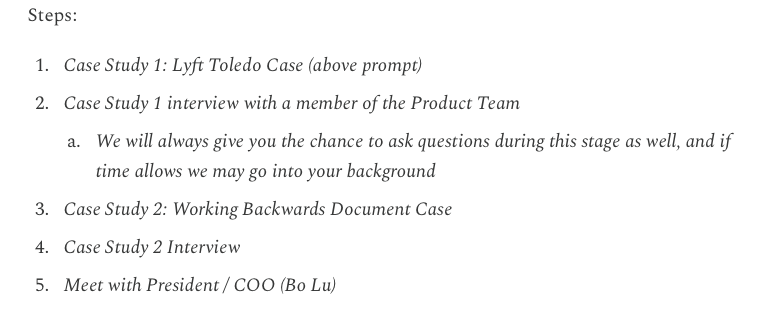 Steps:
1. Case Study 1: Lyft Toledo Case (above prompt)
2. Case Study 1 interview with a member of the Product Team
a. We will always give you the chance to ask questions during this stage as well, and if
time allows we may go into your background
3. Case Study 2: Working Backwards Document Case
4. Case Study 2 Interview
5. Meet with President / COO (Bo Lu)